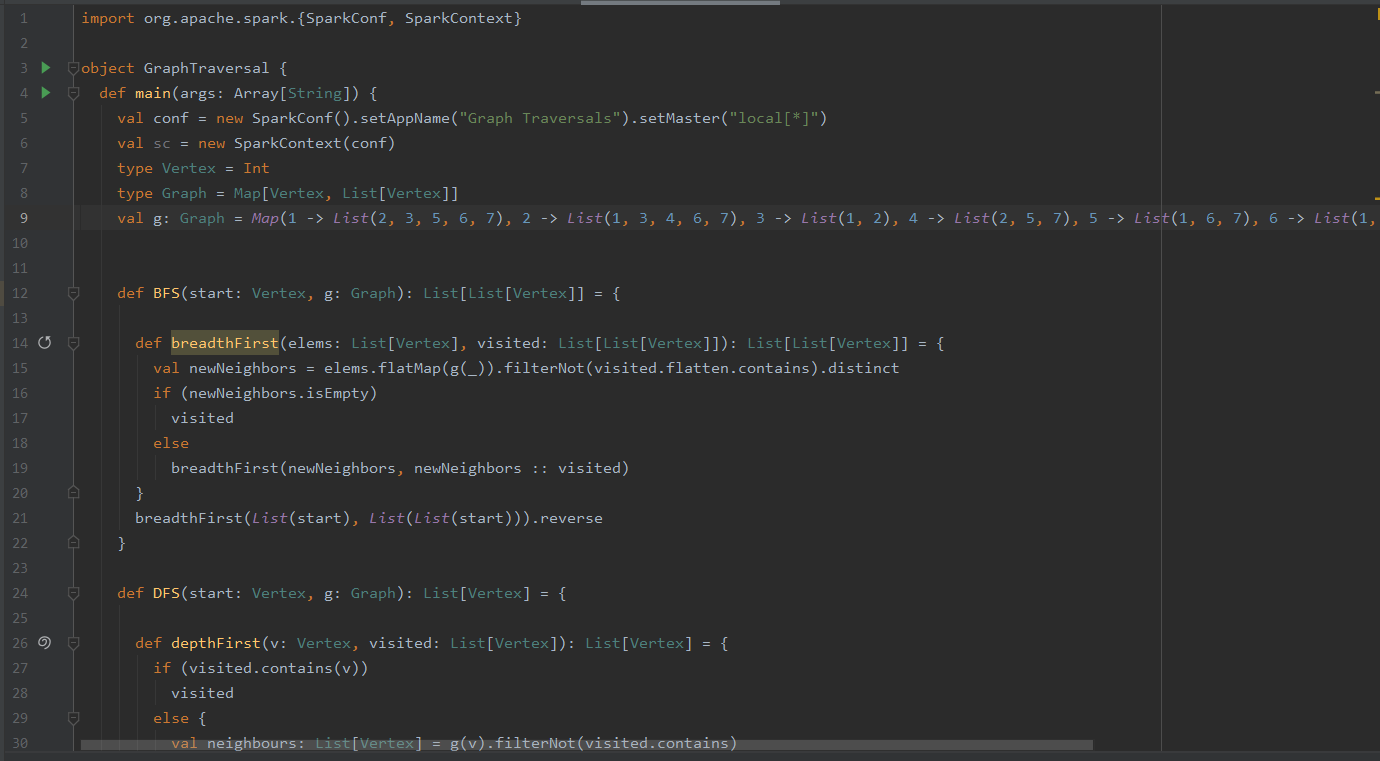 1 import org.apache.spark.{SparkConf, SparkContext}
2
3 object GraphTraversal {
4 def main(args: Array[String]) {
5 val conf = new SparkConf().setAppName("Graph Traversals").setMaster("local[*]")
6 val sc = new SparkContext(conf)
7 type Vertex = Int
8 type Graph = Map[Vertex, List[Vertex]]
9 val g: Graph = Map(1 -> List(2, 3, 5, 6, 7), 2 -> List(1, 3, 4, 6, 7), 3 -> List(1, 2), 4 -> List(2, 5, 7), 5 -> List(1, 6, 7), 6 -> List(1,
10
11
12 def BFS(start: Vertex, g: Graph): List[List[Vertex]] = {
13
14 def breadthFirst(elems: List[Vertex], visited: List[List[Vertex]]): List[List[Vertex]] = {
15 val newNeighbors = elems.flatMap(g(_)).filterNot(visited.flatten.contains).distinct
16 if (newNeighbors.isEmpty)
17 visited
18 else
19 breadthFirst(newNeighbors, newNeighbors :: visited)
20 }
21 breadthFirst(List(start), List(List(start))).reverse
22 }
23
24 def DFS(start: Vertex, g: Graph): List[Vertex] = {
25
26 def depthFirst(v: Vertex, visited: List[Vertex]): List[Vertex] = {
27 if (visited.contains(v))
28 visited
29 else {
30 val neighbours: List[Vertex] = g(v).filterNot(visited.contains)